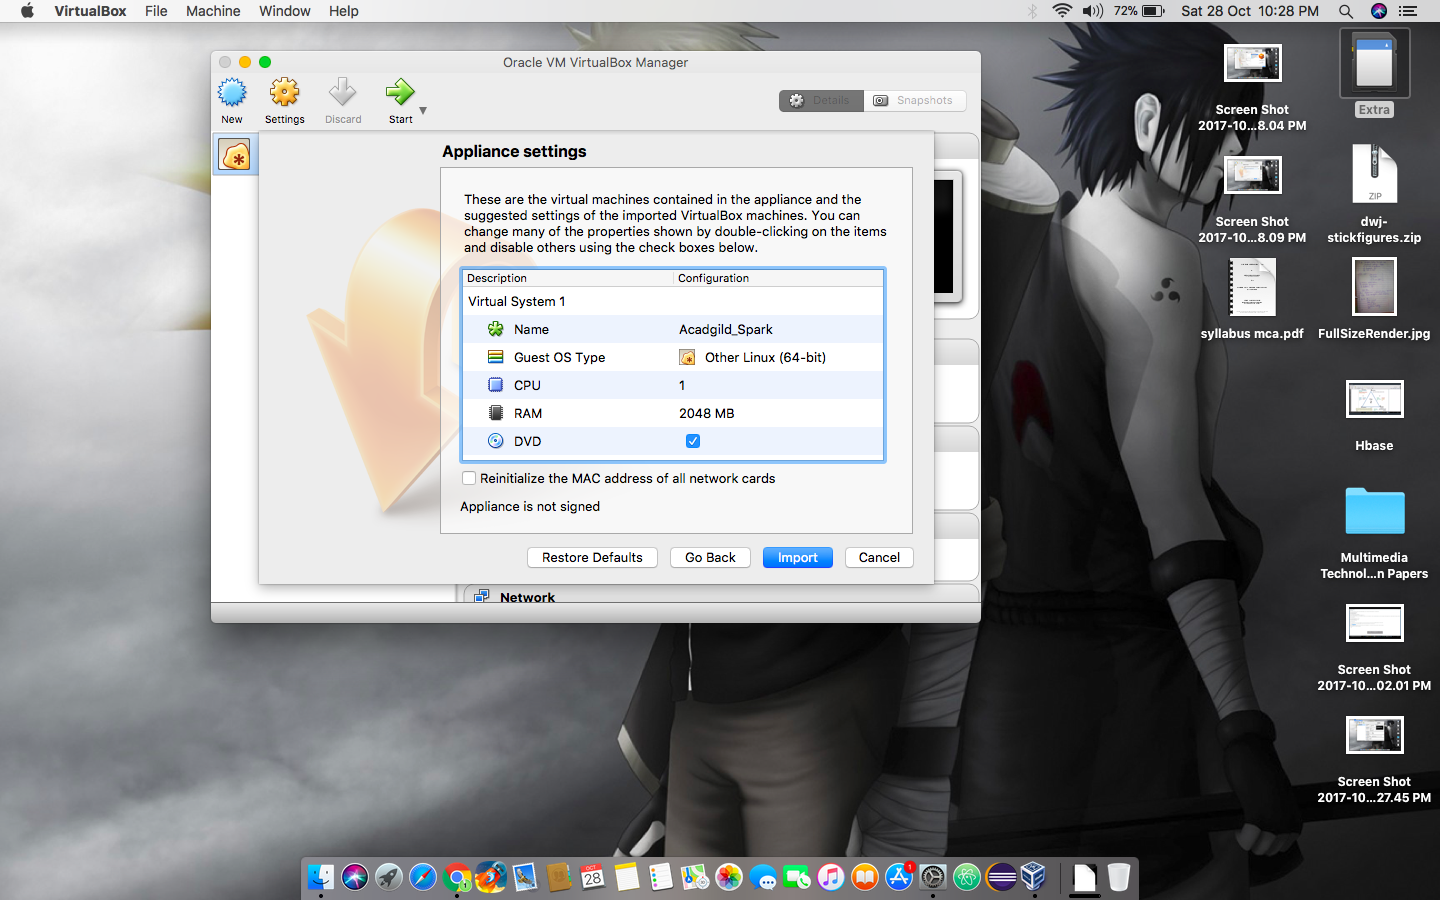 VirtualBox File Machine Window Help 72% Sat 28 Oct 10:28 PM
Oracle VM VirtualBox Manager
New Settings Discard Start Details Snapshots
Appliance settings
These are the virtual machines contained in the appliance and the
suggested settings of the imported VirtualBox machines. You can
change many of the properties shown by double-clicking on the items
and disable others using the check boxes below.
Description Configuration
Virtual System 1
Name Acadgild_Spark
Guest OS Type Other Linux (64-bit)
CPU 1
RAM 2048 MB
DVD
Reinitialize the MAC address of all network cards
Appliance is not signed
Restore Defaults Go Back Import Cancel
Network
Screen Shot
2017-10...8.04 PM
Extra
Screen Shot
2017-10...8.09 PM
ZIP
dwj-
stickfigures.zip
syllabus mca.pdf
FullSizeRender.jpg
Hbase
Multimedia
Technol...n Papers
Screen Shot
2017-10...02.01 PM
Screen Shot
2017-10...27.45 PM
OCT
28
1